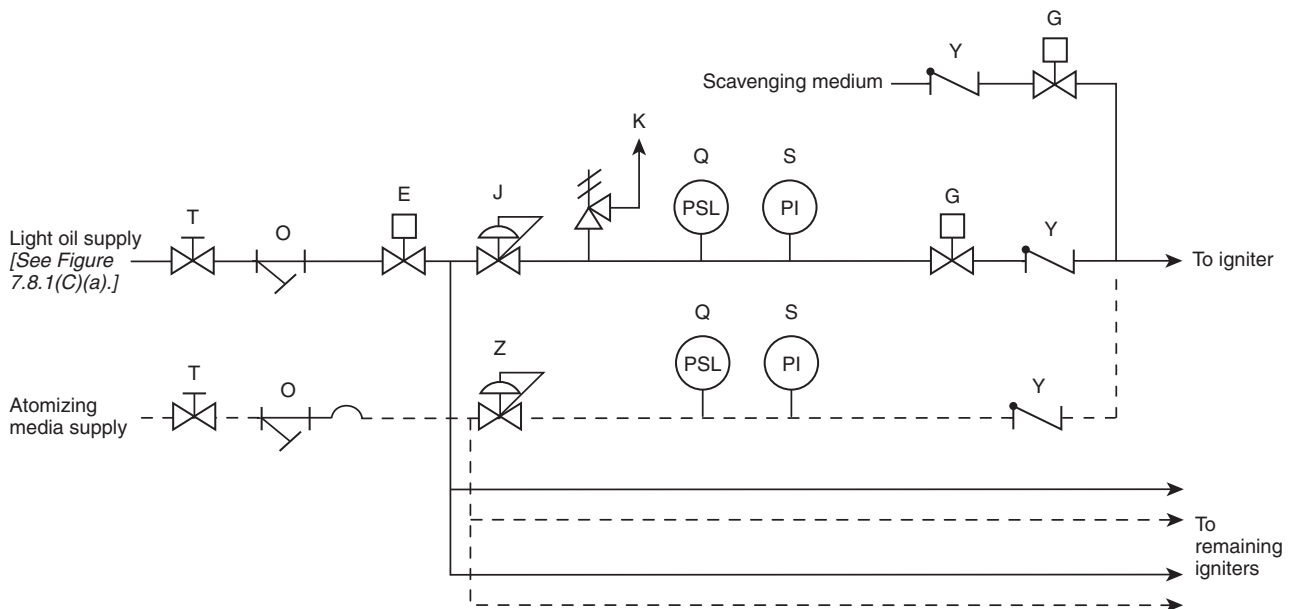 G
Y
Scavenging medium
K
Q
S
E
J
PSL
PI
G
T
O
Y
Light oil supply
[See Figure
7.8.1(C)(a).]
To igniter
Q
S
Z
T
O
PSL
PI
Y
Atomizing
media supply
To
remaining
igniters